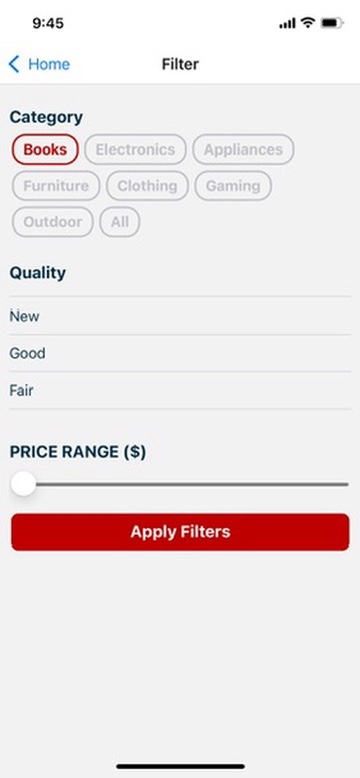 9:45
Home Filter
Category
Books Electronics Appliances
Furniture Clothing Gaming
Outdoor All
Quality
New
Good
Fair
PRICE RANGE ($)
Apply Filters